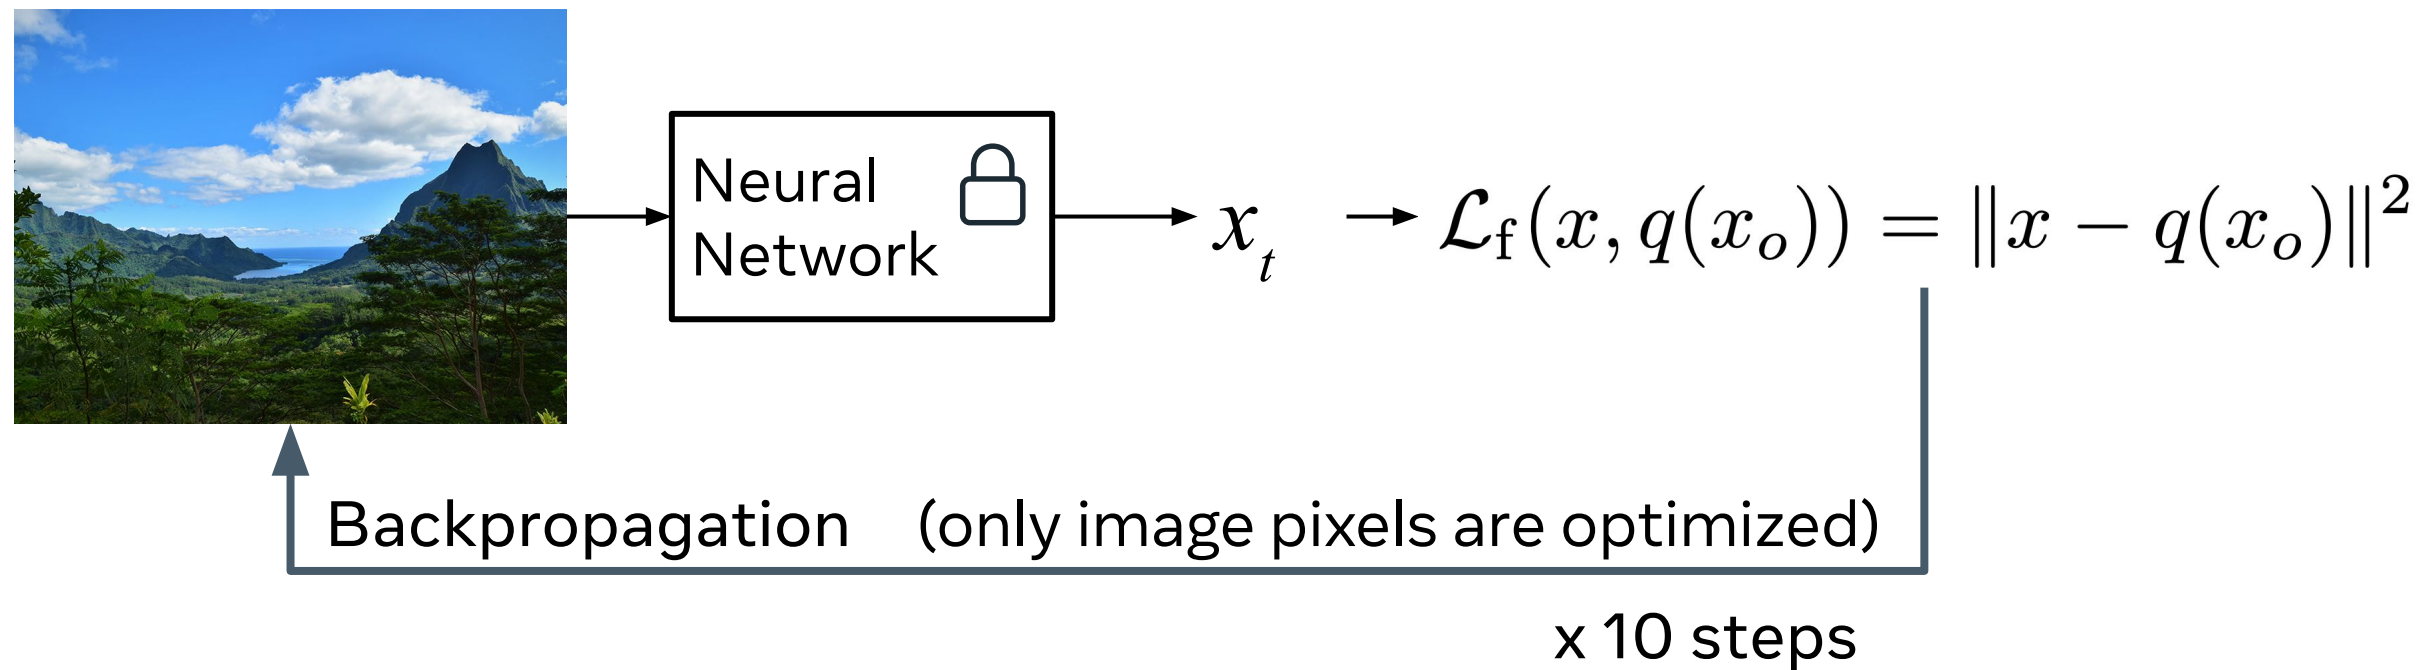 Neural
Network
x_t
ℒ_f(x, q(x_o)) = ‖x − q(x_o)‖²
Backpropagation (only image pixels are optimized)
x 10 steps